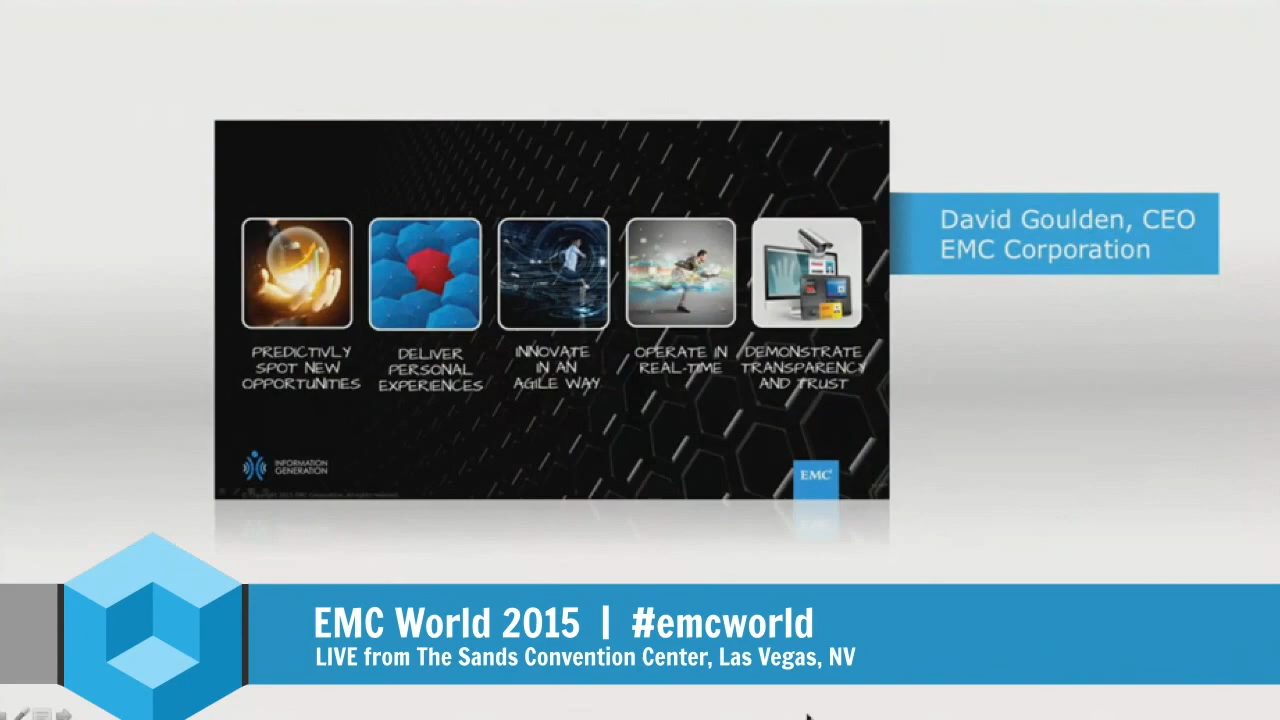 David Goulden, CEO
EMC Corporation
PREDICTIVLY
SPOT NEW
OPPORTUNITIES
DELIVER
PERSONAL
EXPERIENCES
INNOVATE
IN AN
AGILE WAY
OPERATE IN
REAL-TIME
DEMONSTRATE
TRANSPARENCY
AND TRUST
INFORMATION
GENERATION
EMC²
EMC World 2015 | #emcworld
LIVE from The Sands Convention Center, Las Vegas, NV